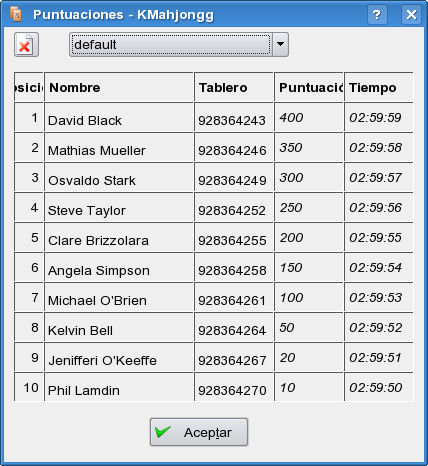 Puntuaciones - KMahjongg
default
osició Nombre Tablero Puntuació Tiempo
1 David Black 928364243 400 02:59:59
2 Mathias Mueller 928364246 350 02:59:58
3 Osvaldo Stark 928364249 300 02:59:57
4 Steve Taylor 928364252 250 02:59:56
5 Clare Brizzolara 928364255 200 02:59:55
6 Angela Simpson 928364258 150 02:59:54
7 Michael O'Brien 928364261 100 02:59:53
8 Kelvin Bell 928364264 50 02:59:52
9 Jenifferi O'Keeffe 928364267 20 02:59:51
10 Phil Lamdin 928364270 10 02:59:50
Aceptar